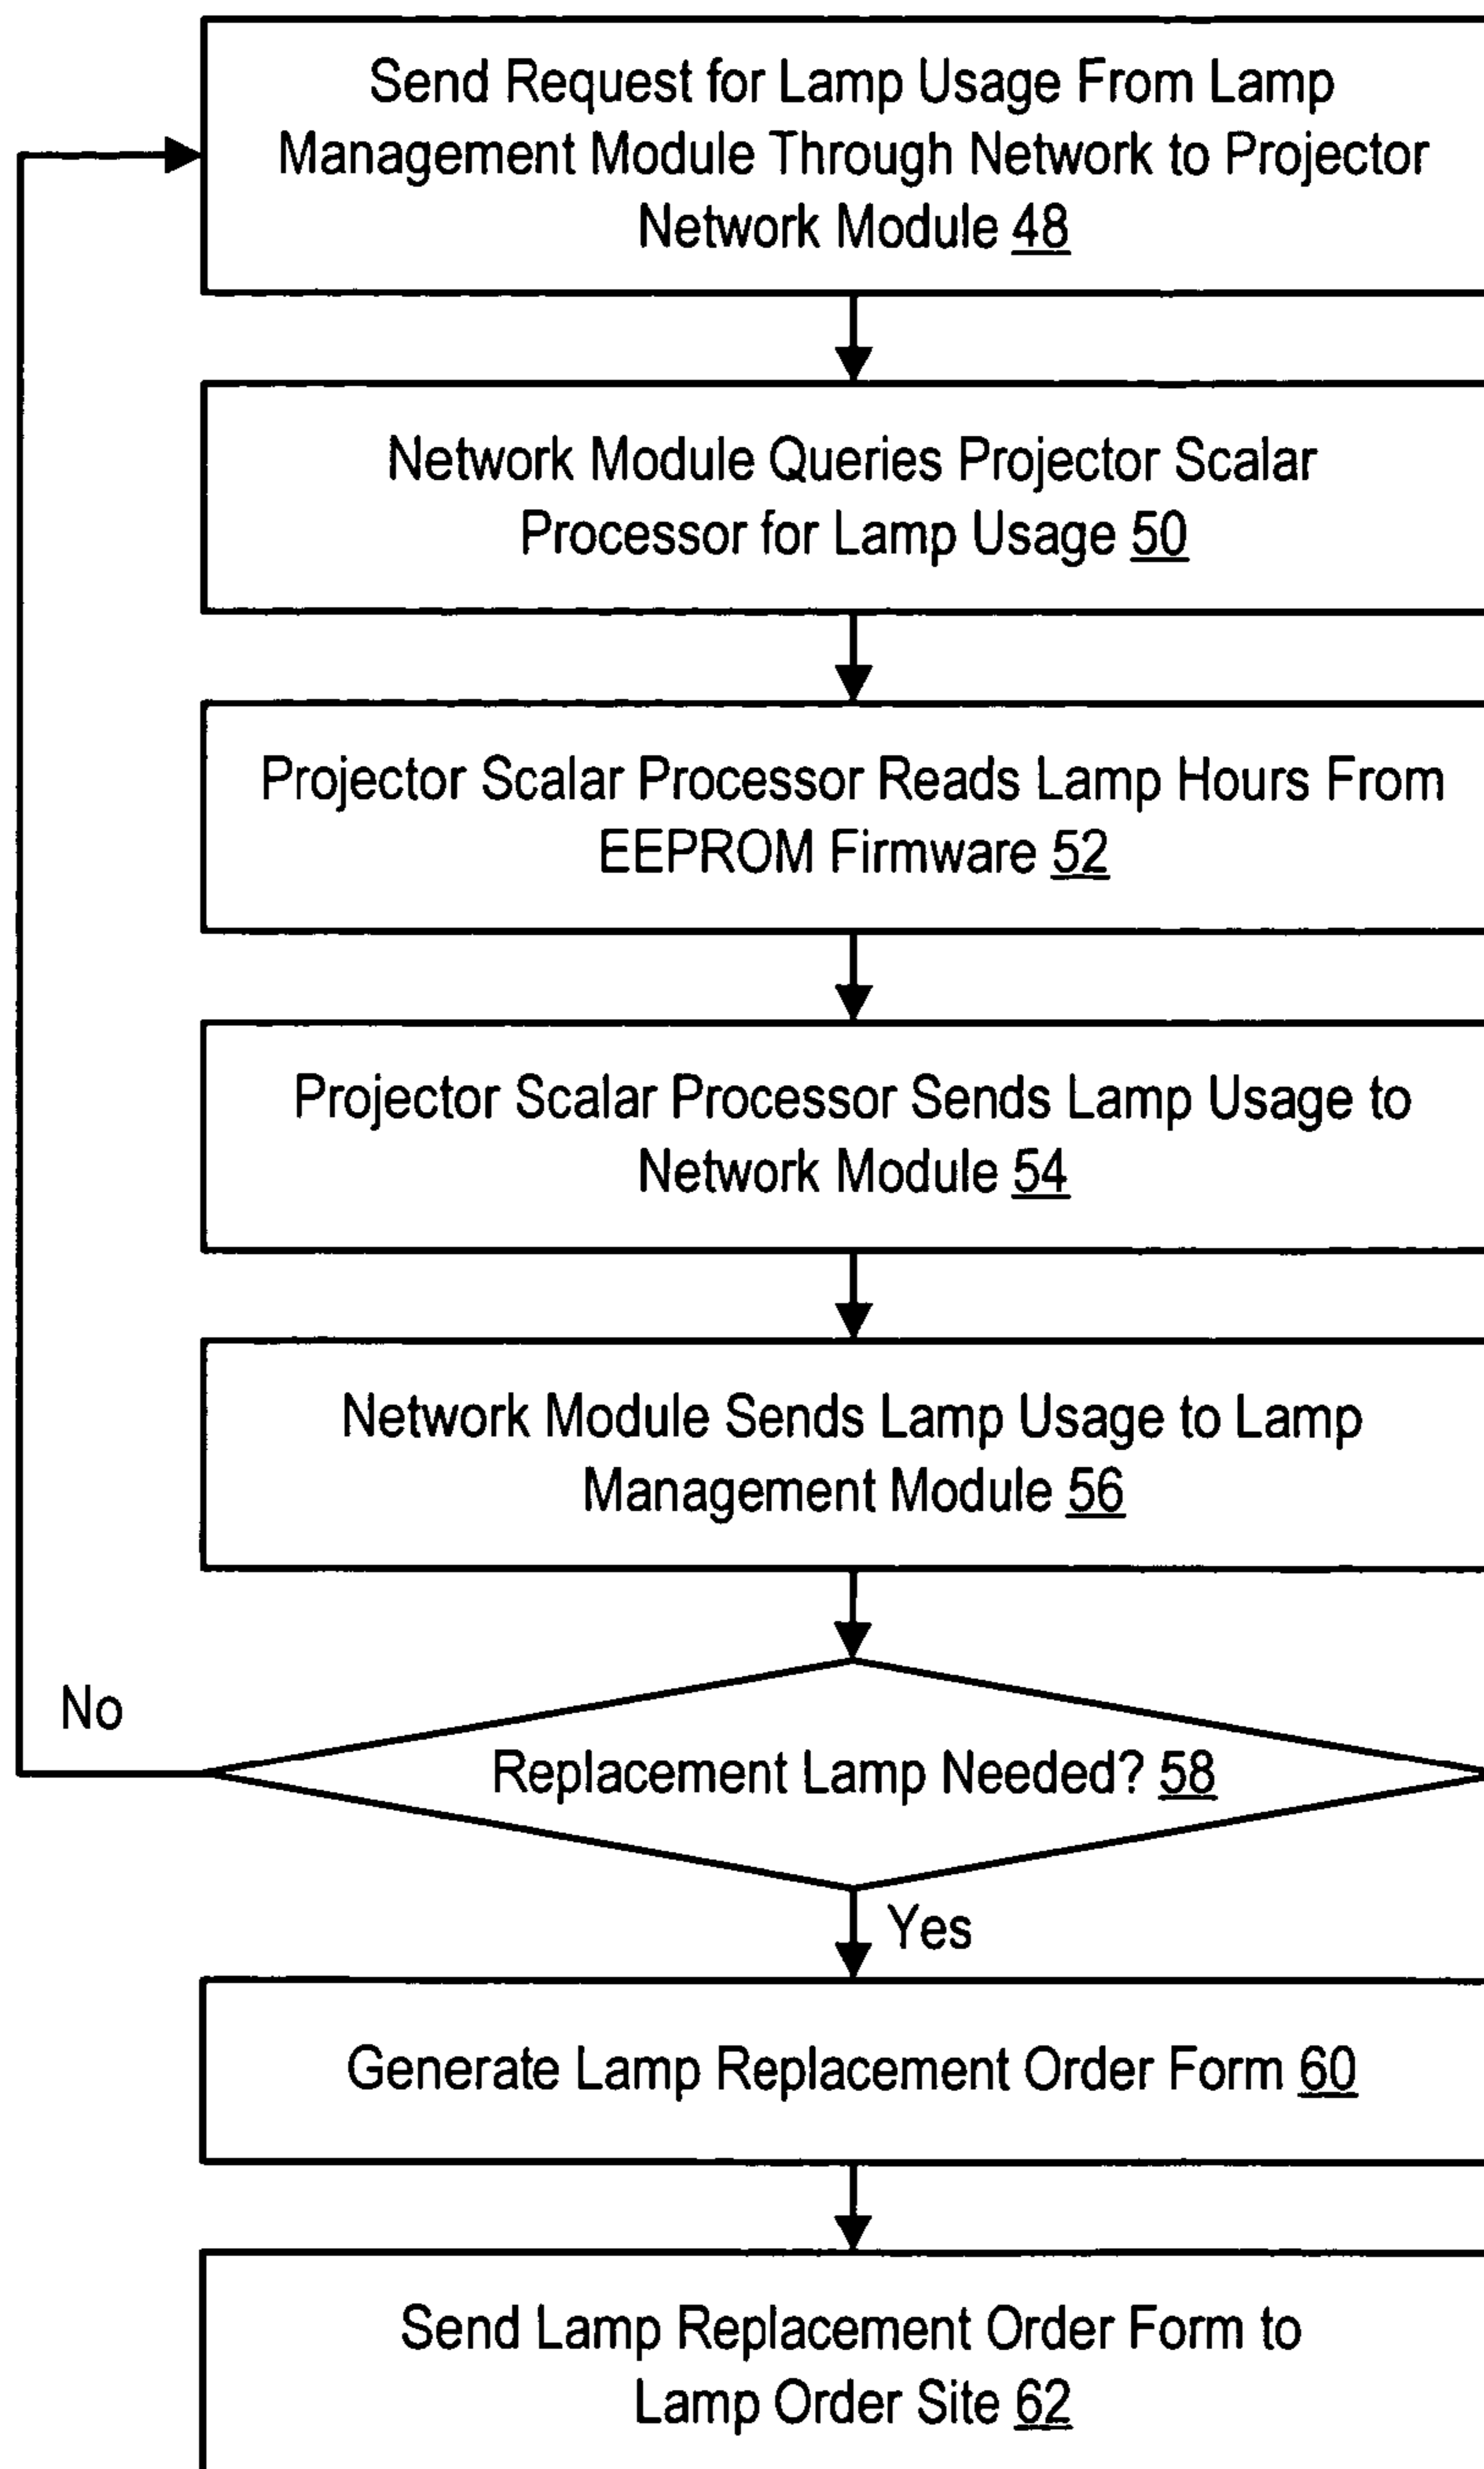 Send Request for Lamp Usage From Lamp
Management Module Through Network to Projector
Network Module 48
Network Module Queries Projector Scalar
Processor for Lamp Usage 50
Projector Scalar Processor Reads Lamp Hours From
EEPROM Firmware 52
Projector Scalar Processor Sends Lamp Usage to
Network Module 54
Network Module Sends Lamp Usage to Lamp
Management Module 56
No
Replacement Lamp Needed? 58
Yes
Generate Lamp Replacement Order Form 60
Send Lamp Replacement Order Form to
Lamp Order Site 62